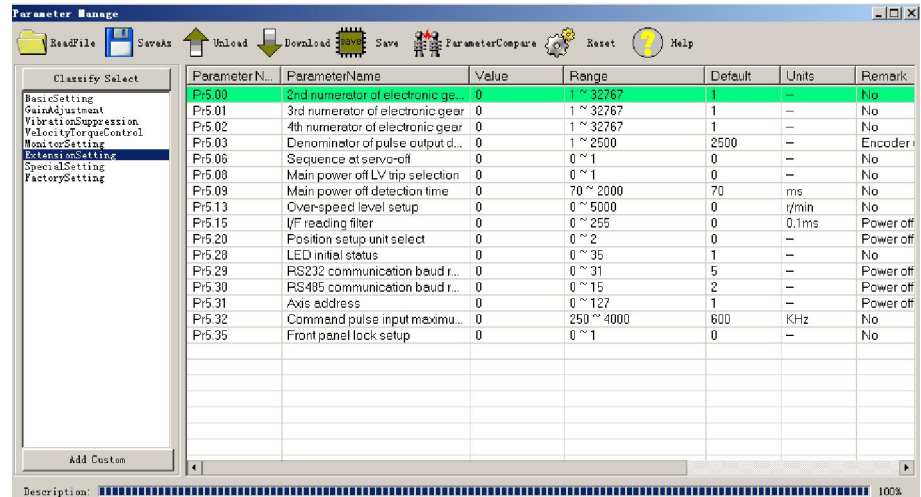 Parameter Manage
ReadFile SaveAs Unload Download save Save ParameterCompare Reset ? Help
Classify Select
BasicSetting
GainAdjustment
VibrationSuppression
VelocityTorqueControl
MonitorSetting
ExtensionSetting
SpecialSetting
FactorySetting
Add Custom
Parameter N... ParameterName Value Range Default Units Remark
Pr5.00 2nd numerator of electronic ge... 0 1 ~ 32767 1 -- No
Pr5.01 3rd numerator of electronic gear 0 1 ~ 32767 1 -- No
Pr5.02 4th numerator of electronic gear 0 1 ~ 32767 1 -- No
Pr5.03 Denominator of pulse output d... 0 1 ~ 2500 2500 -- Encoder
Pr5.06 Sequence at servo-off 0 0 ~ 1 0 -- No
Pr5.08 Main power off LV trip selection 0 0 ~ 1 0 -- No
Pr5.09 Main power off detection time 0 70 ~ 2000 70 ms No
Pr5.13 Over-speed level setup 0 0 ~ 5000 0 r/min No
Pr5.15 I/F reading filter 0 0 ~ 255 0 0.1ms Power off
Pr5.20 Position setup unit select 0 0 ~ 2 0 -- Power off
Pr5.28 LED initial status 0 0 ~ 35 1 -- No
Pr5.29 RS232 communication baud r... 0 0 ~ 31 5 -- Power off
Pr5.30 RS485 communication baud r... 0 0 ~ 15 2 -- Power off
Pr5.31 Axis address 0 0 ~ 127 1 -- Power off
Pr5.32 Command pulse input maximu... 0 250 ~ 4000 600 KHz No
Pr5.35 Front panel lock setup 0 0 ~ 1 0 -- No
Description: 100%